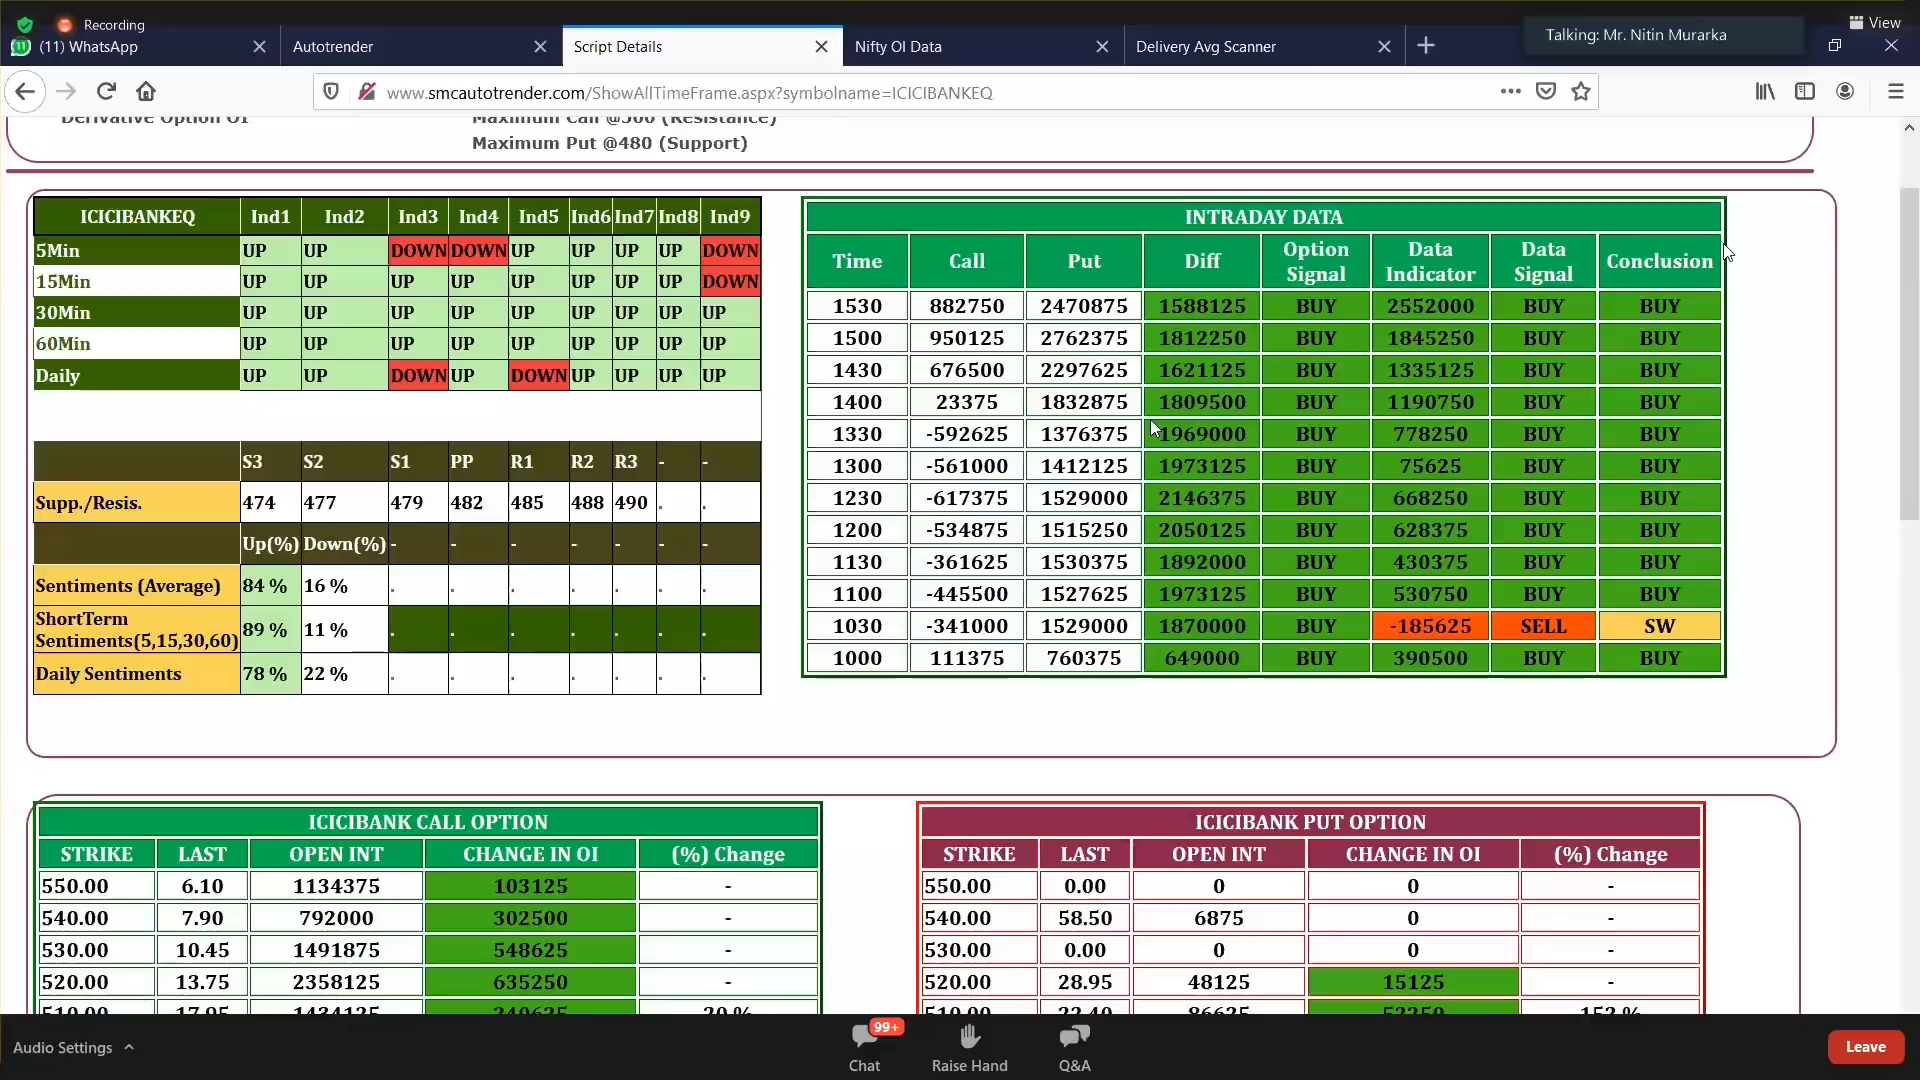 Recording
View
(11) WhatsApp
Autotrender
Script Details
Nifty OI Data
Delivery Avg Scanner
Talking: Mr. Nitin Murarka
www.smcautotrender.com/ShowAllTimeFrame.aspx?symbolname=ICICIBANKEQ
Derivative Option OI Maximum Call @500 (Resistance)
Maximum Put @480 (Support)
ICICIBANKEQ Ind1 Ind2 Ind3 Ind4 Ind5 Ind6 Ind7 Ind8 Ind9
5Min UP UP DOWN DOWN UP UP UP UP DOWN
15Min UP UP UP UP UP UP UP UP DOWN
30Min UP UP UP UP UP UP UP UP UP
60Min UP UP UP UP UP UP UP UP UP
Daily UP UP DOWN UP DOWN UP UP UP UP
S3 S2 S1 PP R1 R2 R3 - -
Supp./Resis. 474 477 479 482 485 488 490 . .
Up(%) Down(%) - - - - - - -
Sentiments (Average) 84 % 16 % . . . . . . .
ShortTerm
Sentiments(5,15,30,60) 89 % 11 % . . . . . . .
Daily Sentiments 78 % 22 % . . . . . . .
INTRADAY DATA
Time Call Put Diff Option Signal Data Indicator Data Signal Conclusion
1530 882750 2470875 1588125 BUY 2552000 BUY BUY
1500 950125 2762375 1812250 BUY 1845250 BUY BUY
1430 676500 2297625 1621125 BUY 1335125 BUY BUY
1400 23375 1832875 1809500 BUY 1190750 BUY BUY
1330 -592625 1376375 1969000 BUY 778250 BUY BUY
1300 -561000 1412125 1973125 BUY 75625 BUY BUY
1230 -617375 1529000 2146375 BUY 668250 BUY BUY
1200 -534875 1515250 2050125 BUY 628375 BUY BUY
1130 -361625 1530375 1892000 BUY 430375 BUY BUY
1100 -445500 1527625 1973125 BUY 530750 BUY BUY
1030 -341000 1529000 1870000 BUY -185625 SELL SW
1000 111375 760375 649000 BUY 390500 BUY BUY
ICICIBANK CALL OPTION
STRIKE LAST OPEN INT CHANGE IN OI (%) Change
550.00 6.10 1134375 103125 -
540.00 7.90 792000 302500 -
530.00 10.45 1491875 548625 -
520.00 13.75 2358125 635250 -
510.00 17.95 1434125 240625 20 %
ICICIBANK PUT OPTION
STRIKE LAST OPEN INT CHANGE IN OI (%) Change
550.00 0.00 0 0 -
540.00 58.50 6875 0 -
530.00 0.00 0 0 -
520.00 28.95 48125 15125 -
510.00
Audio Settings
99+
Chat
Raise Hand
Q&A
Leave